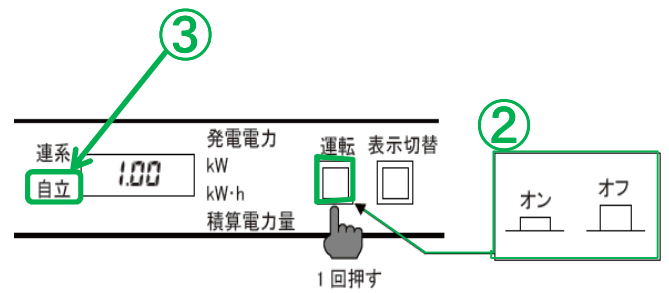 ③
②
連系
自立
1.00
発電電力
kW
kW·h
積算電力量
運転
表示切替
1回押す
オン
オフ